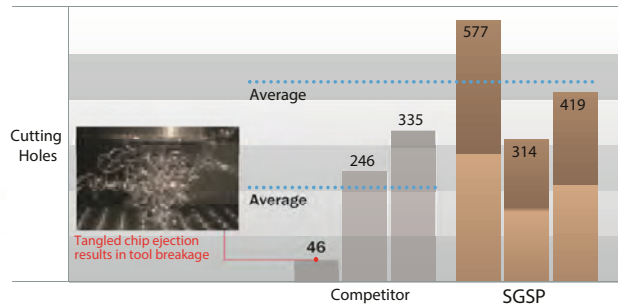 577
Average
335
419
Cutting
Holes
246
314
Average
Tangled chip ejection
results in tool breakage
46
Competitor
SGSP